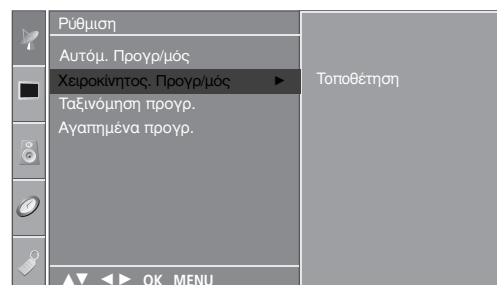 Ρύθμιση
Αυτόμ. Προγρ/μός
Χειροκίνητος. Προγρ/μός ►
Τοποθέτηση
Ταξινόμηση προγρ.
Αγαπημένα προγρ.
▲▼ ◄► OK MENU